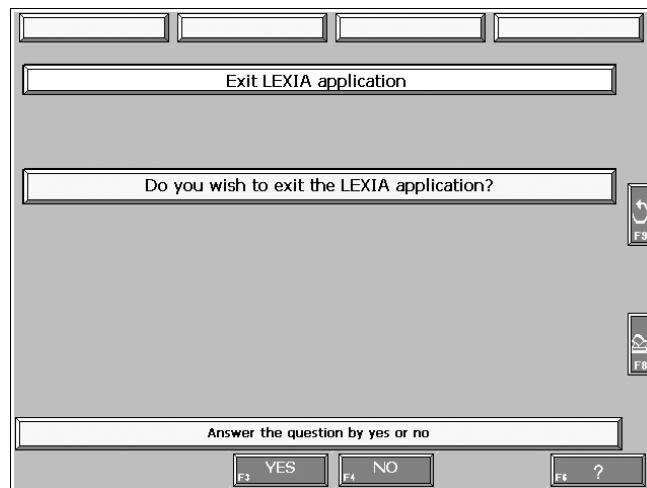 Exit LEXIA application
Do you wish to exit the LEXIA application?
F9
F8
Answer the question by yes or no
F3 YES
F4 NO
F6 ?